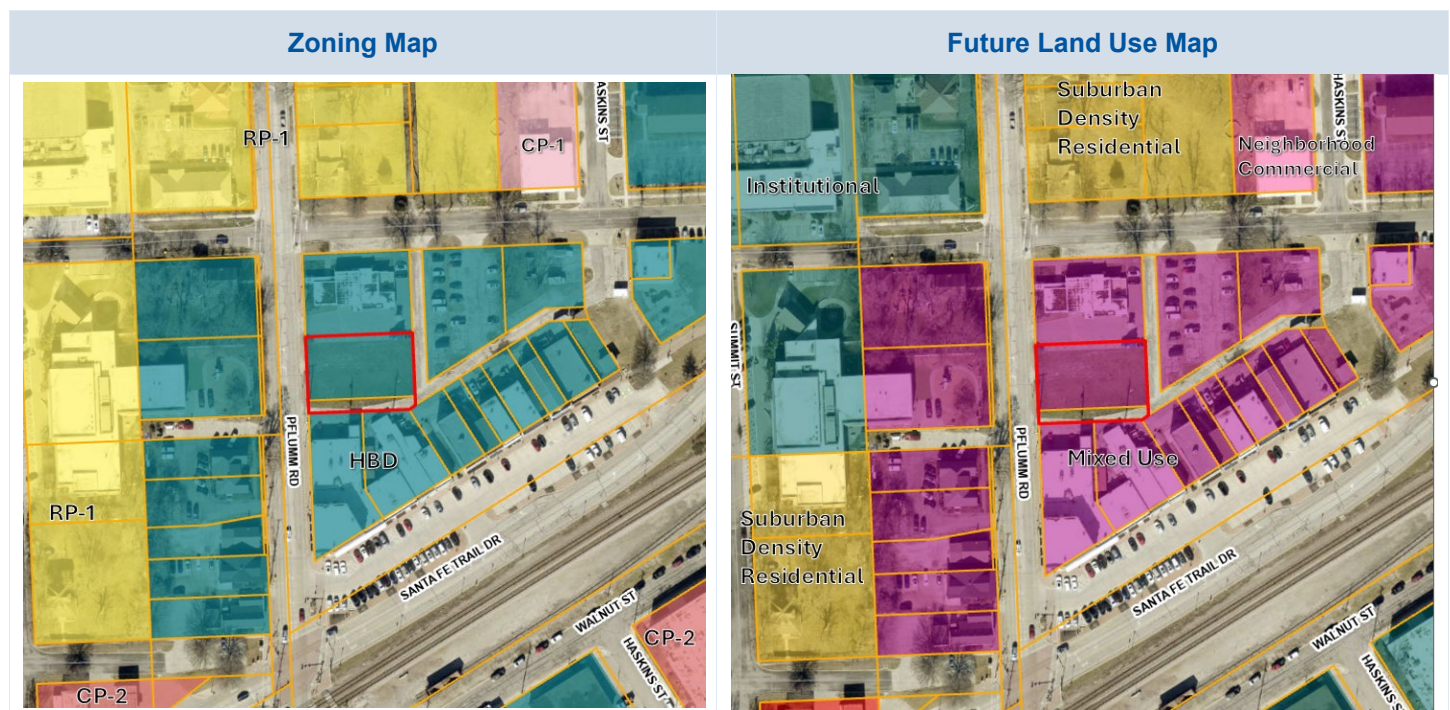 Zoning Map
Future Land Use Map
RP-1
CP-1
HASKINS ST
PFLUMM RD
HBD
RP-1
SANTA FE TRAIL DR
WALNUT ST
HASKINS ST
CP-2
CP-2
Suburban
Density
Residential
HASKINS ST
Neighborhood
Commercial
Institutional
SUMMIT ST
PFLUMM RD
Mixed Use
Suburban
Density
Residential
SANTA FE TRAIL DR
WALNUT ST
HASKINS S